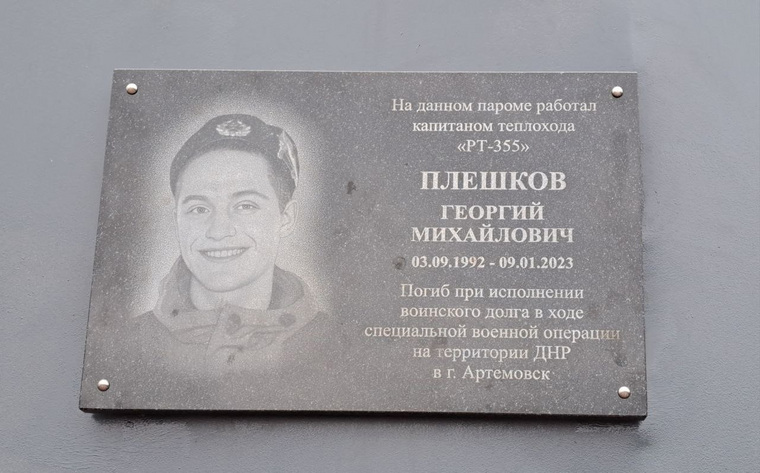 На данном пароме работал
капитаном теплохода
«РТ-355»
ПЛЕШКОВ
ГЕОРГИЙ
МИХАЙЛОВИЧ
03.09.1992 - 09.01.2023
Погиб при исполнении
воинского долга в ходе
специальной военной операции
на территории ДНР
в г. Артемовск